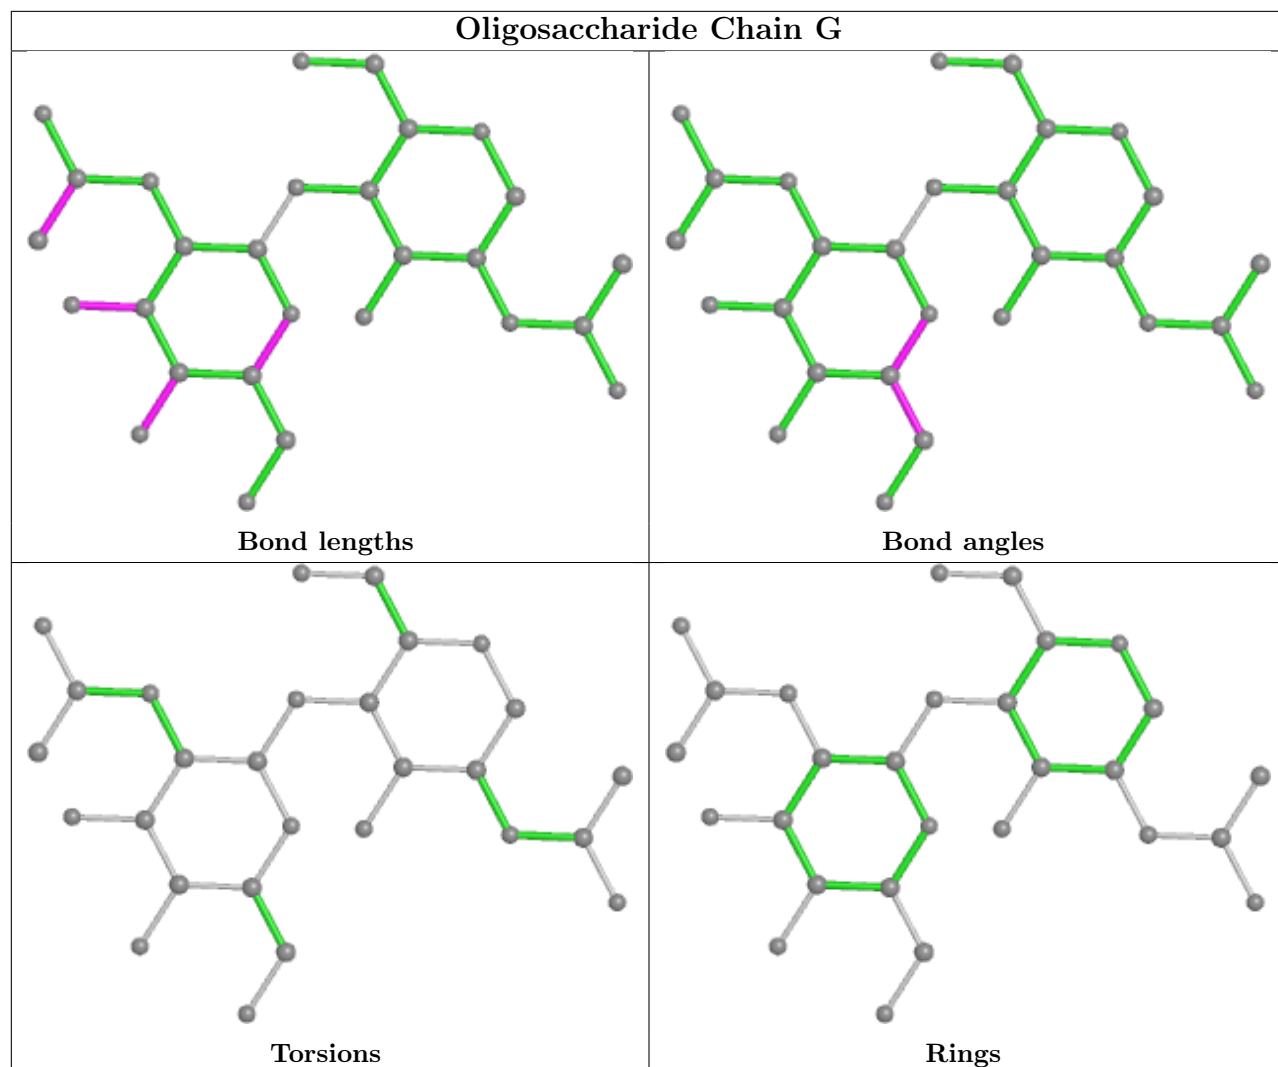 Oligosaccharide Chain G
Bond lengths
Bond angles
Torsions
Rings